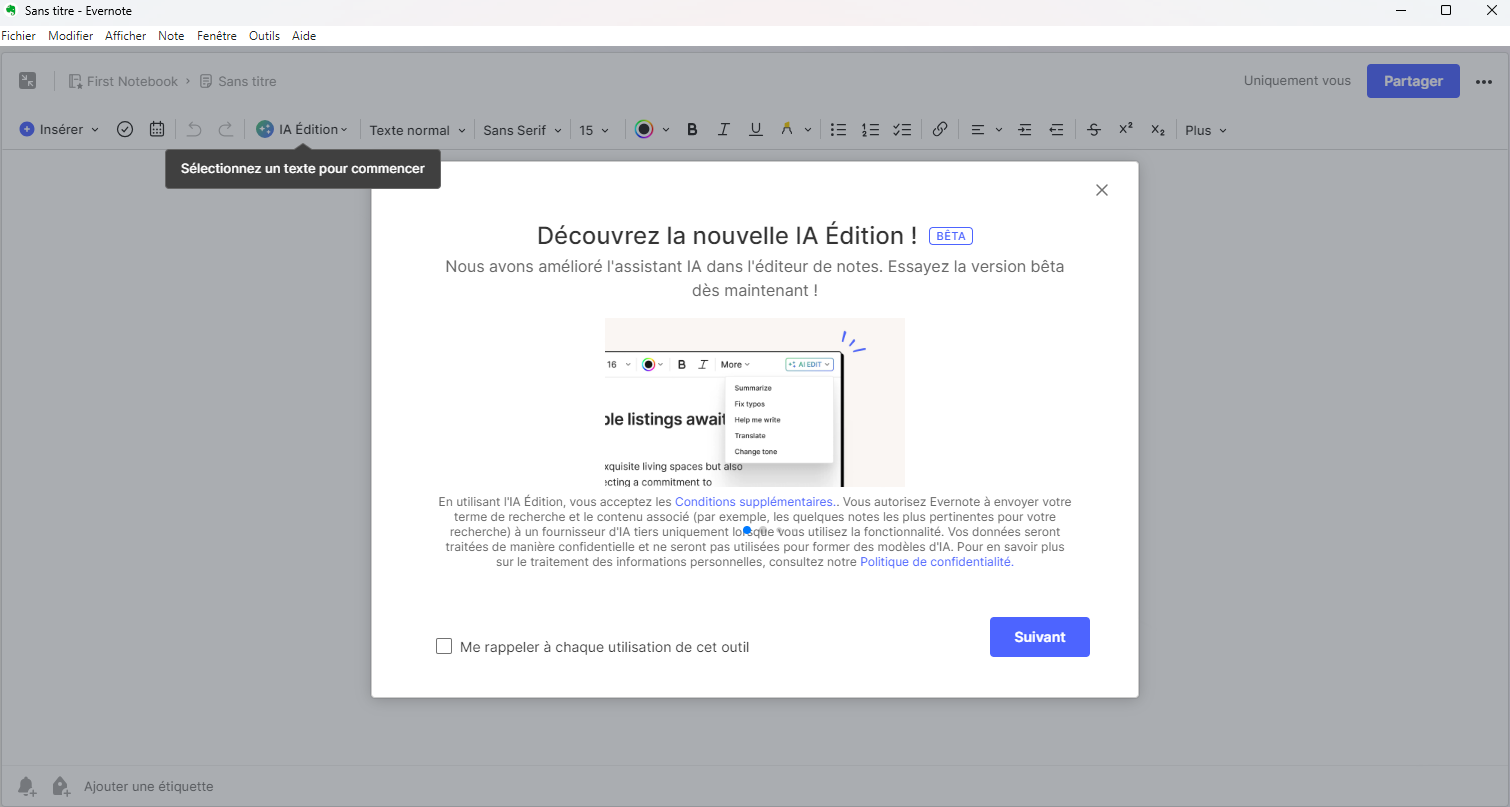 Sans titre - Evernote
Fichier Modifier Afficher Note Fenêtre Outils Aide
First Notebook › Sans titre
Uniquement vous
Partager
Insérer
IA Édition
Texte normal
Sans Serif
15
B I U A
S X² X₂
Plus
Sélectionnez un texte pour commencer
Découvrez la nouvelle IA Édition ! BÊTA
Nous avons amélioré l'assistant IA dans l'éditeur de notes. Essayez la version bêta
dès maintenant !
16 B I More AI EDIT
Summarize
Fix typos
Help me write
Translate
Change tone
ble listings await
xquisite living spaces but also
ecting a commitment to
En utilisant l'IA Édition, vous acceptez les Conditions supplémentaires.. Vous autorisez Evernote à envoyer votre
terme de recherche et le contenu associé (par exemple, les quelques notes les plus pertinentes pour votre
recherche) à un fournisseur d'IA tiers uniquement lorsque vous utilisez la fonctionnalité. Vos données seront
traitées de manière confidentielle et ne seront pas utilisées pour former des modèles d'IA. Pour en savoir plus
sur le traitement des informations personnelles, consultez notre Politique de confidentialité.
Me rappeler à chaque utilisation de cet outil
Suivant
Ajouter une étiquette